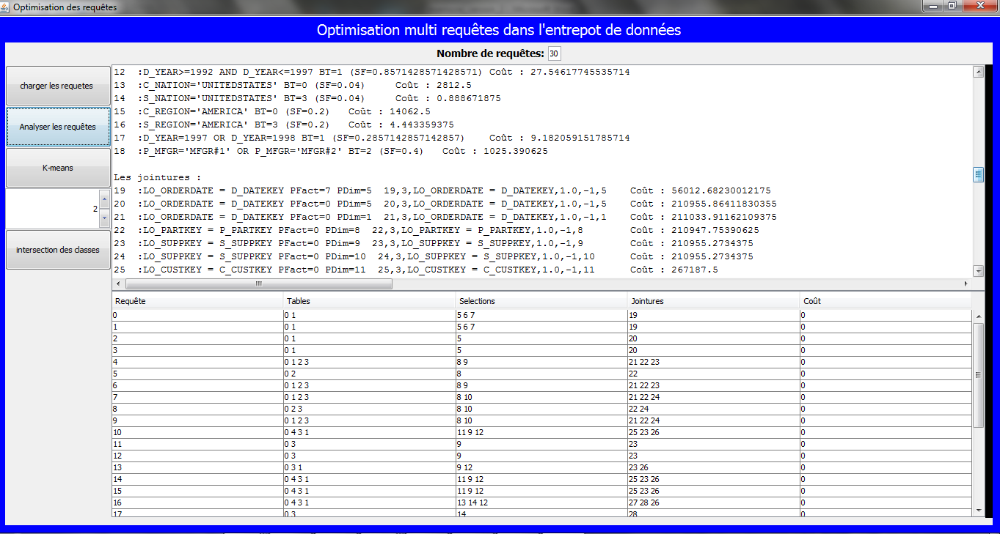 Optimisation des requêtes
Optimisation multi requêtes dans l'entrepot de données
Nombre de requêtes: 30
charger les requetes
Analyser les requêtes
K-means
2
intersection des classes
12 :D_YEAR>=1992 AND D_YEAR<=1997 BT=1 (SF=0.8571428571428571) Coût : 27.54617745535714
13 :C_NATION='UNITEDSTATES' BT=0 (SF=0.04) Coût : 2812.5
14 :S_NATION='UNITEDSTATES' BT=3 (SF=0.04) Coût : 0.888671875
15 :C_REGION='AMERICA' BT=0 (SF=0.2) Coût : 14062.5
16 :S_REGION='AMERICA' BT=3 (SF=0.2) Coût : 4.443359375
17 :D_YEAR=1997 OR D_YEAR=1998 BT=1 (SF=0.2857142857142857) Coût : 9.182059151785714
18 :P_MFGR='MFGR#1' OR P_MFGR='MFGR#2' BT=2 (SF=0.4) Coût : 1025.390625
Les jointures :
19 :LO_ORDERDATE = D_DATEKEY PFact=7 PDim=5 19,3,LO_ORDERDATE = D_DATEKEY,1.0,-1,5 Coût : 56012.68230012175
20 :LO_ORDERDATE = D_DATEKEY PFact=0 PDim=5 20,3,LO_ORDERDATE = D_DATEKEY,1.0,-1,5 Coût : 210955.86411830355
21 :LO_ORDERDATE = D_DATEKEY PFact=0 PDim=1 21,3,LO_ORDERDATE = D_DATEKEY,1.0,-1,1 Coût : 211033.91162109375
22 :LO_PARTKEY = P_PARTKEY PFact=0 PDim=8 22,3,LO_PARTKEY = P_PARTKEY,1.0,-1,8 Coût : 210947.75390625
23 :LO_SUPPKEY = S_SUPPKEY PFact=0 PDim=9 23,3,LO_SUPPKEY = S_SUPPKEY,1.0,-1,9 Coût : 210955.2734375
24 :LO_SUPPKEY = S_SUPPKEY PFact=0 PDim=10 24,3,LO_SUPPKEY = S_SUPPKEY,1.0,-1,10 Coût : 210955.2734375
25 :LO_CUSTKEY = C_CUSTKEY PFact=0 PDim=11 25,3,LO_CUSTKEY = C_CUSTKEY,1.0,-1,11 Coût : 267187.5
Requête Tables Selections Jointures Coût
0 0 1 5 6 7 19 0
1 0 1 5 6 7 19 0
2 0 1 5 20 0
3 0 1 5 20 0
4 0 1 2 3 8 9 21 22 23 0
5 0 2 8 22 0
6 0 1 2 3 8 9 21 22 23 0
7 0 1 2 3 8 10 21 22 24 0
8 0 2 3 8 10 22 24 0
9 0 1 2 3 8 10 21 22 24 0
10 0 4 3 1 11 9 12 25 23 26 0
11 0 3 9 23 0
12 0 3 9 23 0
13 0 3 1 9 12 23 26 0
14 0 4 3 1 11 9 12 25 23 26 0
15 0 4 3 1 11 9 12 25 23 26 0
16 0 4 3 1 13 14 12 27 28 26 0
17 0 3 14 28 0